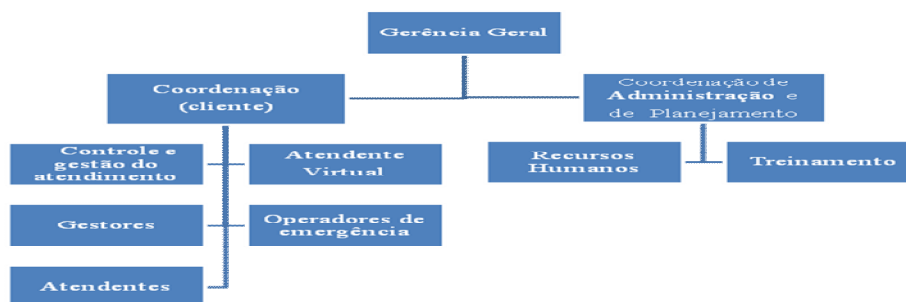 Gerência Geral
Coordenação
(cliente)
Coordenação de
Administração e
de Planejamento
Controle e
gestão do
atendimento
Atendente
Virtual
Recursos
Humanos
Treinamento
Gestores
Operadores de
emergência
Atendentes